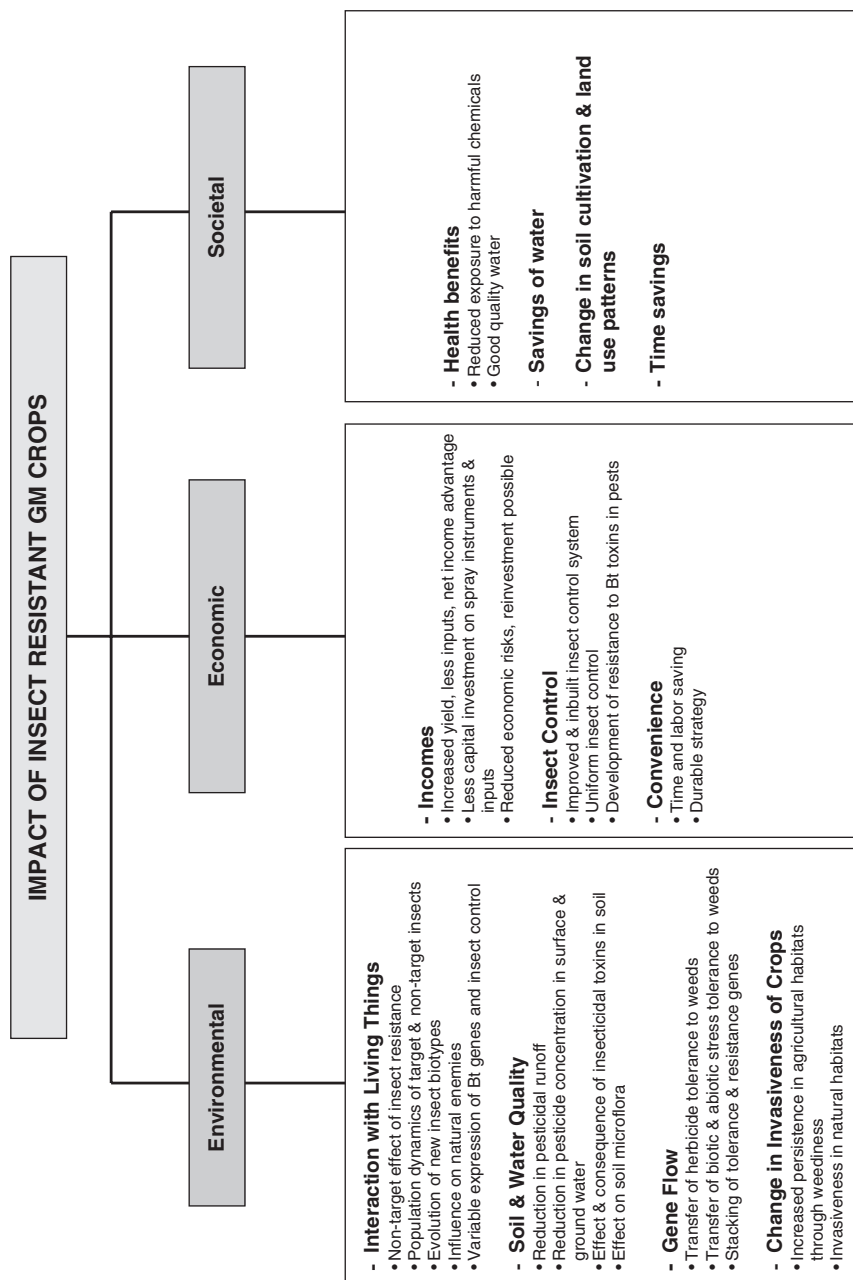 IMPACT OF INSECT RESISTANT GM CROPS
Environmental
- Interaction with Living Things
• Non-target effect of insect resistance
• Population dynamics of target & non-target insects
• Evolution of new insect biotypes
• Influence on natural enemies
• Variable expression of Bt genes and insect control
- Soil & Water Quality
• Reduction in pesticidal runoff
• Reduction in pesticide concentration in surface &
ground water
• Effect & consequence of insecticidal toxins in soil
• Effect on soil microflora
- Gene Flow
• Transfer of herbicide tolerance to weeds
• Transfer of biotic & abiotic stress tolerance to weeds
• Stacking of tolerance & resistance genes
- Change in Invasiveness of Crops
• Increased persistence in agricultural habitats
through weediness
• Invasiveness in natural habitats
Economic
- Incomes
• Increased yield, less inputs, net income advantage
• Less capital investment on spray instruments &
inputs
• Reduced economic risks, reinvestment possible
- Insect Control
• Improved & inbuilt insect control system
• Uniform insect control
• Development of resistance to Bt toxins in pests
- Convenience
• Time and labor saving
• Durable strategy
Societal
- Health benefits
• Reduced exposure to harmful chemicals
• Good quality water
- Savings of water
- Change in soil cultivation & land
use patterns
- Time savings